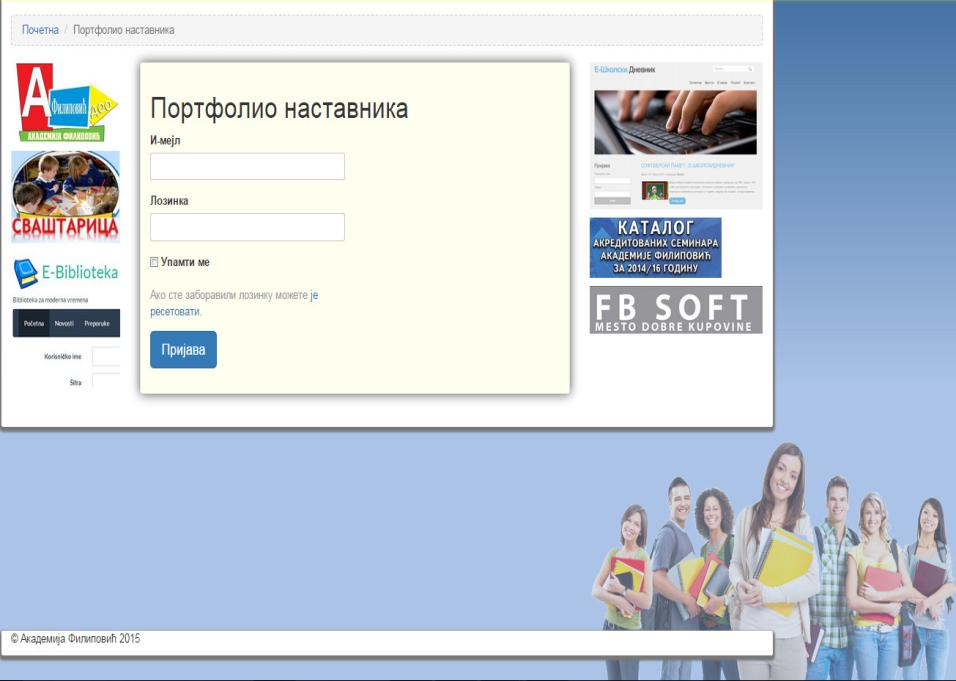 Почетна / Портфолио наставника
А
Филиповић ДОО
АКАДЕМИЈА ФИЛИПОВИЋ
СВАШТАРИЦА
E-Biblioteka
Biblioteka za moderna vremena
Početna Novosti Preporuke
Korisničko ime
Šifra
Портфолио наставника
И-мејл
Лозинка
Упамти ме
Ако сте заборавили лозинку можете је
ресетовати.
Пријава
Е-Школски Дневник
КАТАЛОГ
АКРЕДИТОВАНИХ СЕМИНАРА
АКАДЕМИЈЕ ФИЛИПОВИЋ
ЗА 2014/16 ГОДИНУ
FB SOFT
MESTO DOBRE KUPOVINE
© Академија Филиповић 2015